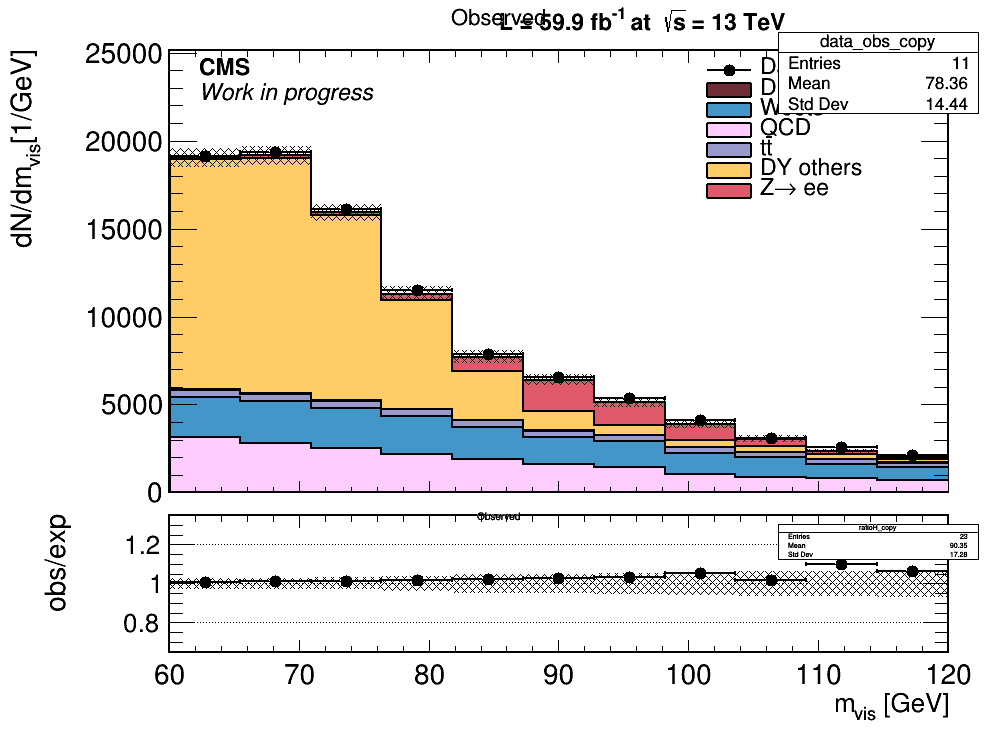 Observed
L = 59.9 fb⁻¹ at √s = 13 TeV
data_obs_copy
Entries 11
Mean 78.36
Std Dev 14.44
CMS
Work in progress
QCD
tt̄
DY others
Z→ ee
dN/dm_vis[1/GeV]
25000
20000
15000
10000
5000
0
Observed
ratioH_copy
Entries 23
Mean 90.35
Std Dev 17.28
obs/exp
1.2
1
0.8
60 70 80 90 100 110 120
m_vis [GeV]